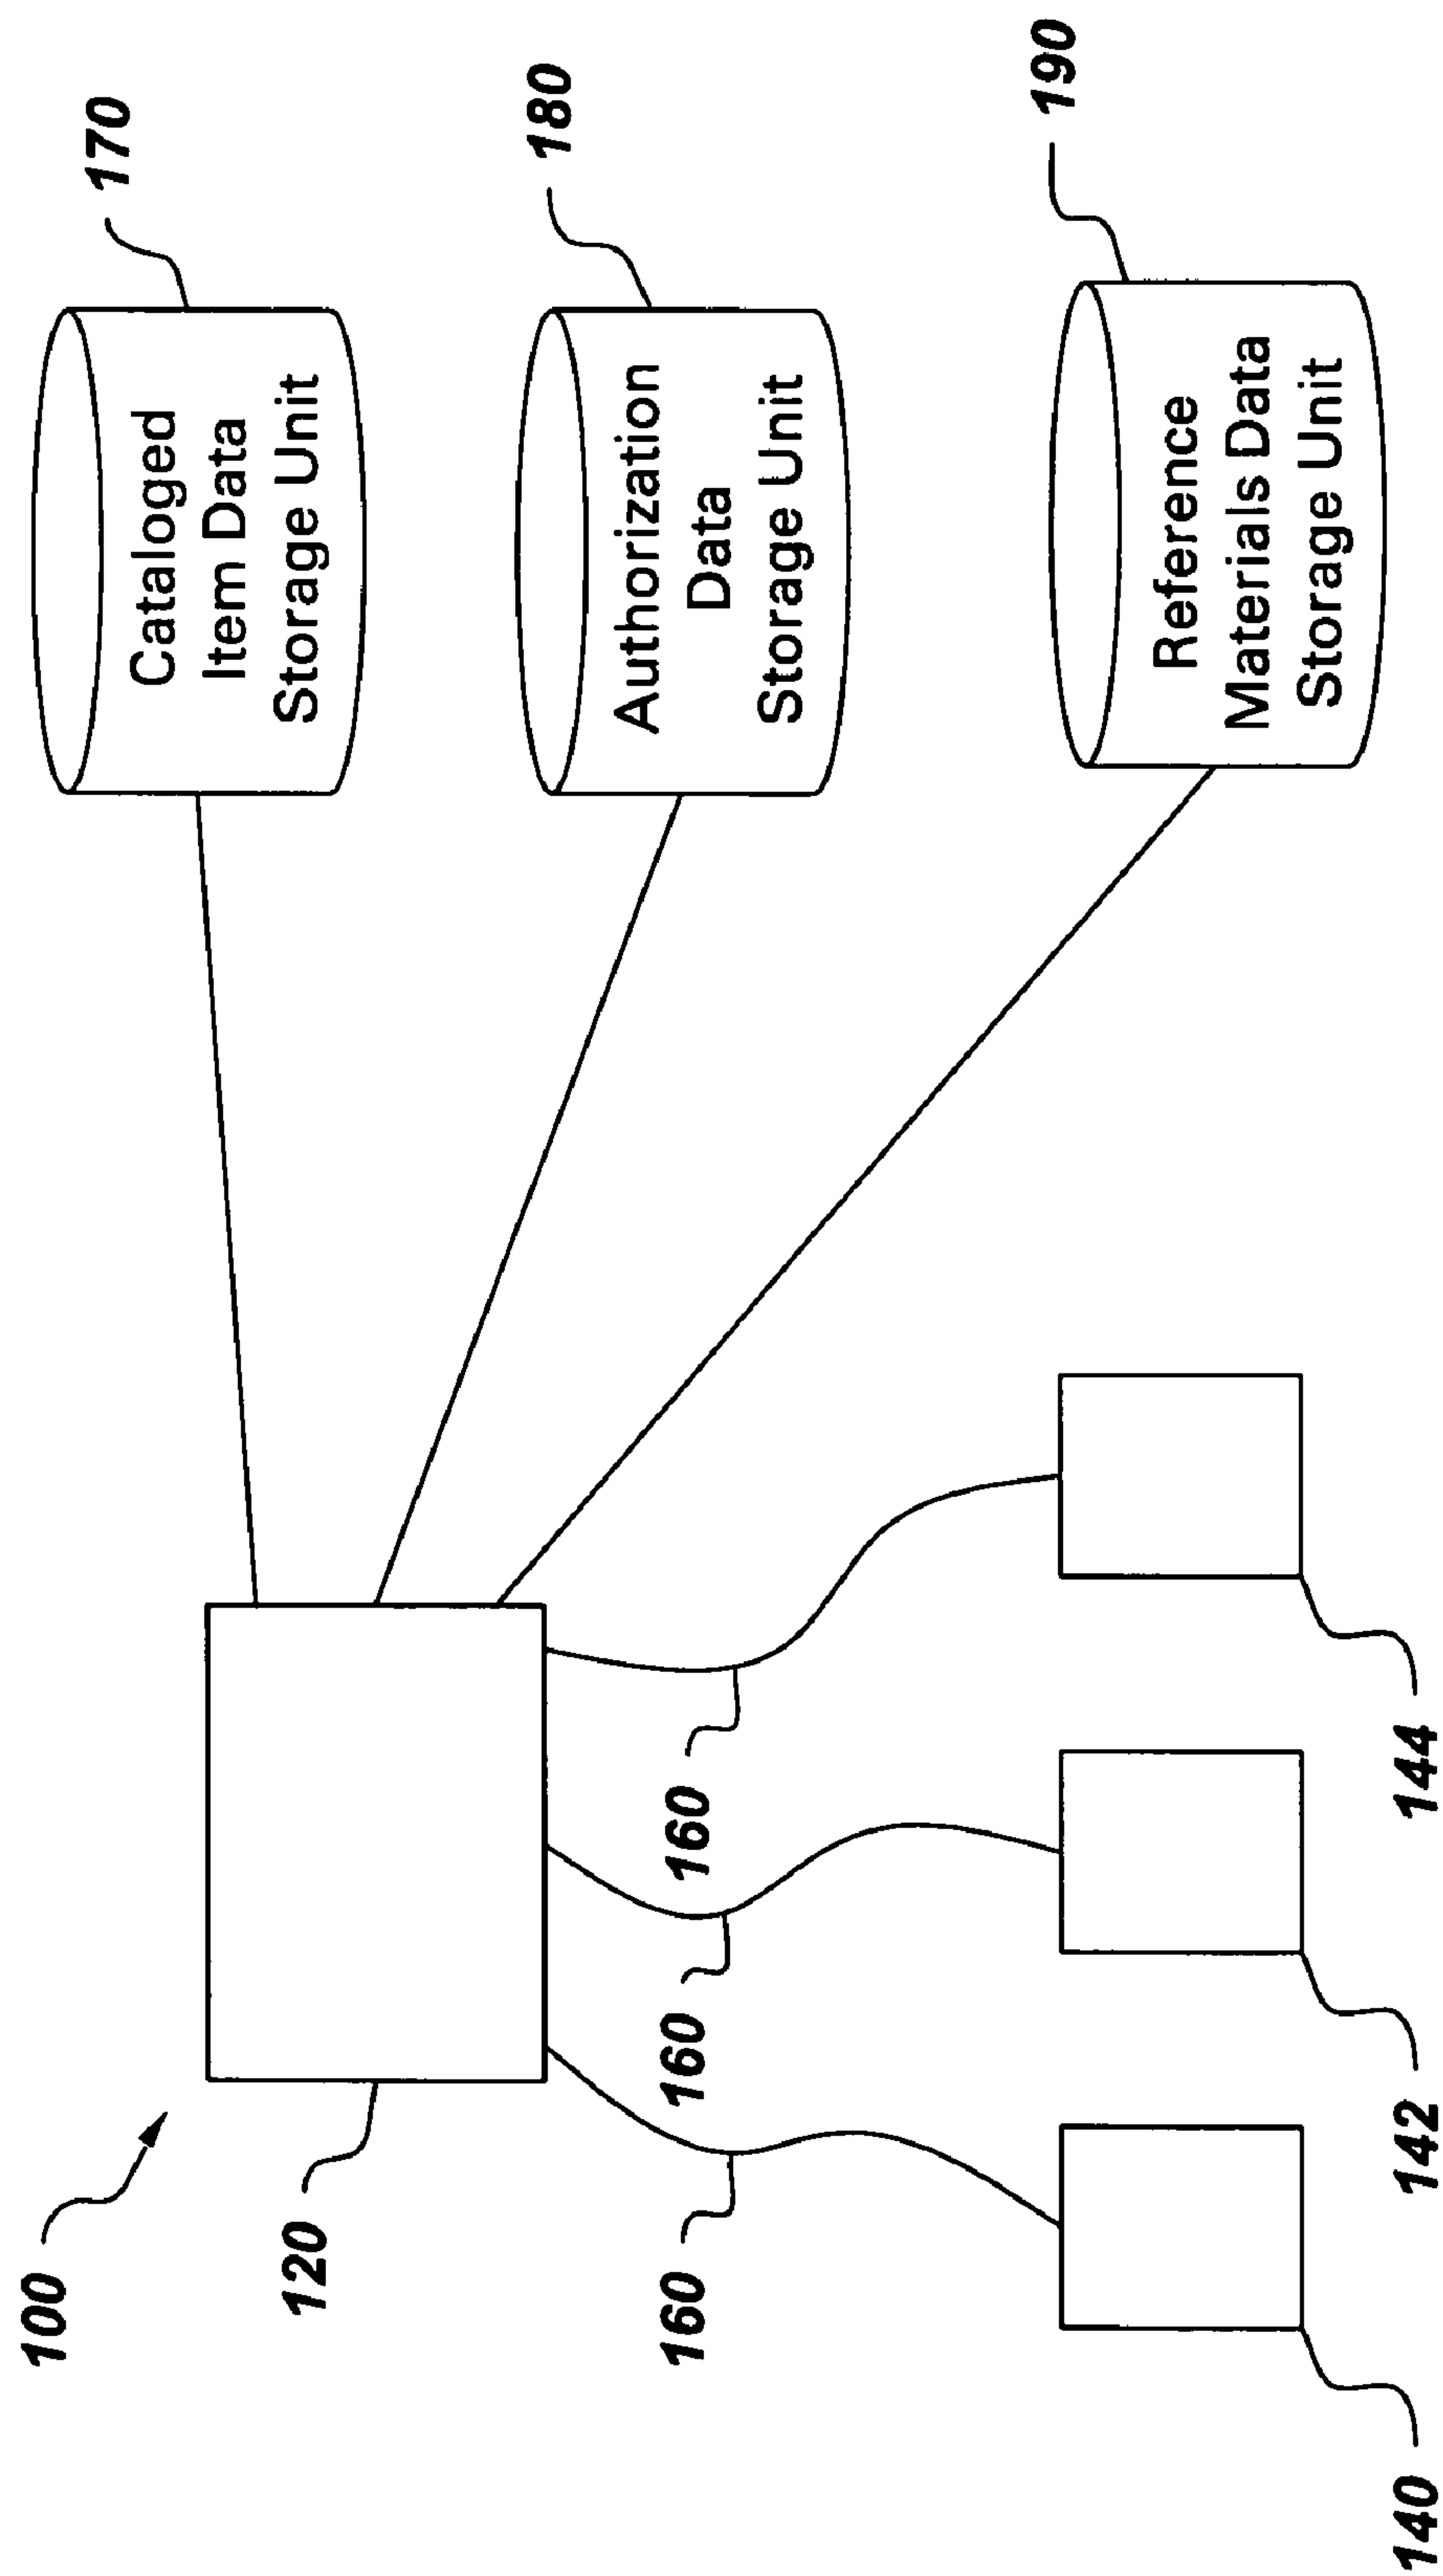 100
120
160
160
160
140
142
144
Cataloged
Item Data
Storage Unit
170
Authorization
Data
Storage Unit
180
Reference
Materials Data
Storage Unit
190